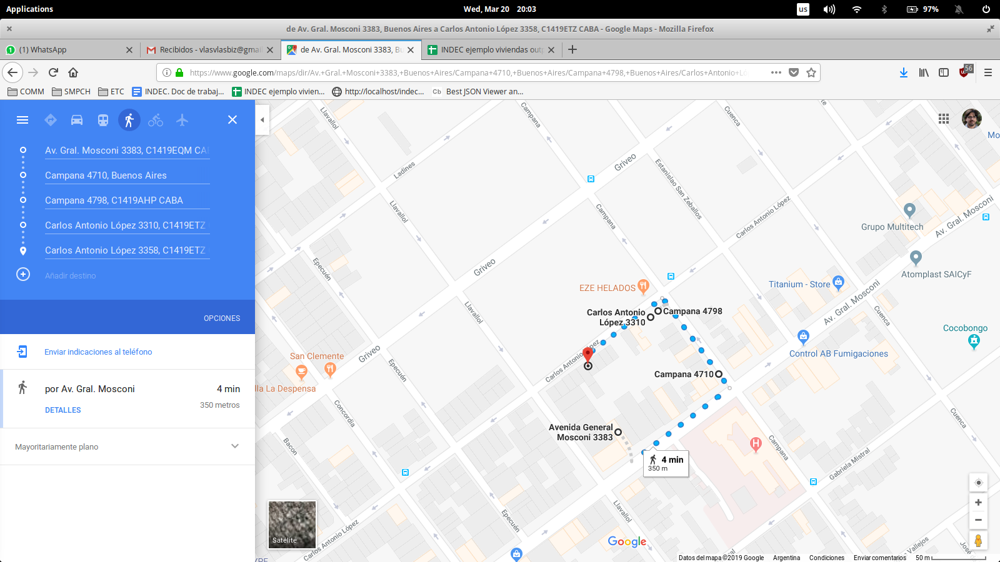 Applications
Wed, Mar 20 20:03
us
97%
de Av. Gral. Mosconi 3383, Buenos Aires a Carlos Antonio López 3358, C1419ETZ CABA - Google Maps - Mozilla Firefox
(1) WhatsApp
Recibidos - vlasvlasbiz@gmai
de Av. Gral. Mosconi 3383, Bu
INDEC ejemplo viviendas outp
https://www.google.com/maps/dir/Av.+Gral.+Mosconi+3383,+Buenos+Aires/Campana+4710,+Buenos+Aires/Campana+4798,+Buenos+Aires/Carlos+Antonio+Ló
56
COMM
SMPCH
ETC
INDEC. Doc de trabaj...
INDEC ejemplo vivien...
http://localhost/indec...
Cb Best JSON Viewer an...
Av. Gral. Mosconi 3383, C1419EQM CAB
Campana 4710, Buenos Aires
Campana 4798, C1419AHP CABA
Carlos Antonio López 3310, C1419ETZ
Carlos Antonio López 3358, C1419ETZ
Añadir destino
OPCIONES
Enviar indicaciones al teléfono
por Av. Gral. Mosconi
4 min
350 metros
DETALLES
Mayoritariamente plano
Llavallol
Campana
Cuenca
Mo
Ladines
Griveo
Estanislao San Zeballos
Llavallol
Campana
Carlos Antonio López
Av. Gral. Mosconi
Grupo Multitech
Atomplast SAICyF
Epecuén
Griveo
EZE HELADOS
Titanium - Store
Av. Gral. Mosconi
Llavallol
Carlos Antonio
López 3310
Campana 4798
Cuenca
Cocobongo
Control AB Fumigaciones
San Clemente
Griveo
Epecuén
Carlos Antonio López
Campana 4710
lla La Despensa
Concordia
Cuenca
Avenida General
Mosconi 3383
Bacon
H
Campana
4 min
350 m
Gabriela Mistral
Llavallol
Epecuén
Carlos Antonio López
Satélite
Google
Vallejos
José
YPF
Datos del mapa ©2019 Google
Argentina
Condiciones
Enviar comentarios
50 m